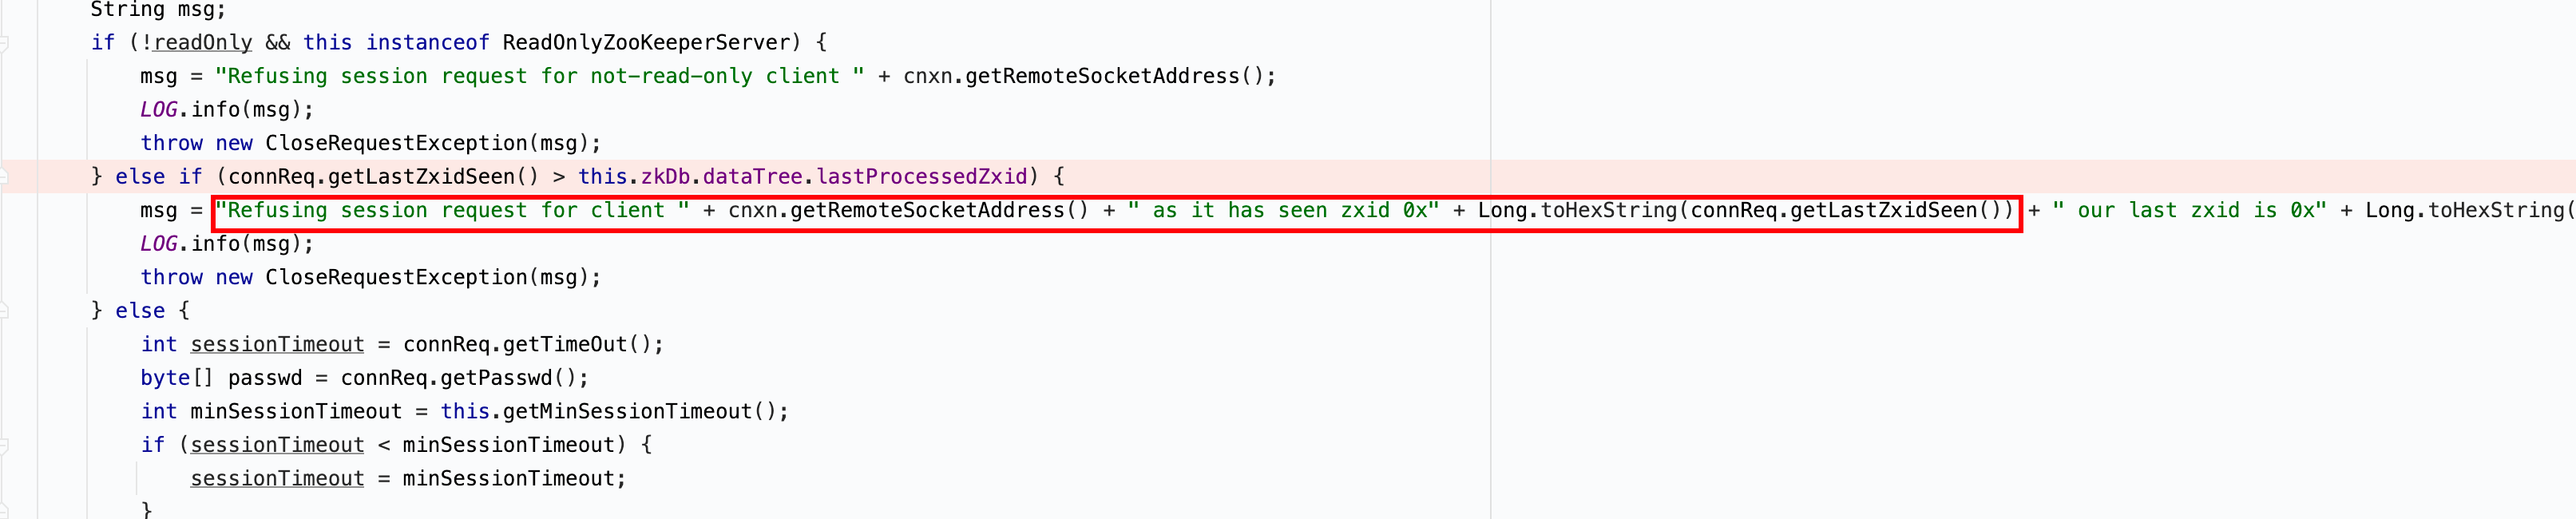 String msg;
if (!readOnly && this instanceof ReadOnlyZooKeeperServer) {
msg = "Refusing session request for not-read-only client " + cnxn.getRemoteSocketAddress();
LOG.info(msg);
throw new CloseRequestException(msg);
} else if (connReq.getLastZxidSeen() > this.zkDb.dataTree.lastProcessedZxid) {
msg = "Refusing session request for client " + cnxn.getRemoteSocketAddress() + " as it has seen zxid 0x" + Long.toHexString(connReq.getLastZxidSeen()) + " our last zxid is 0x" + Long.toHexString(
LOG.info(msg);
throw new CloseRequestException(msg);
} else {
int sessionTimeout = connReq.getTimeOut();
byte[] passwd = connReq.getPasswd();
int minSessionTimeout = this.getMinSessionTimeout();
if (sessionTimeout < minSessionTimeout) {
sessionTimeout = minSessionTimeout;
}